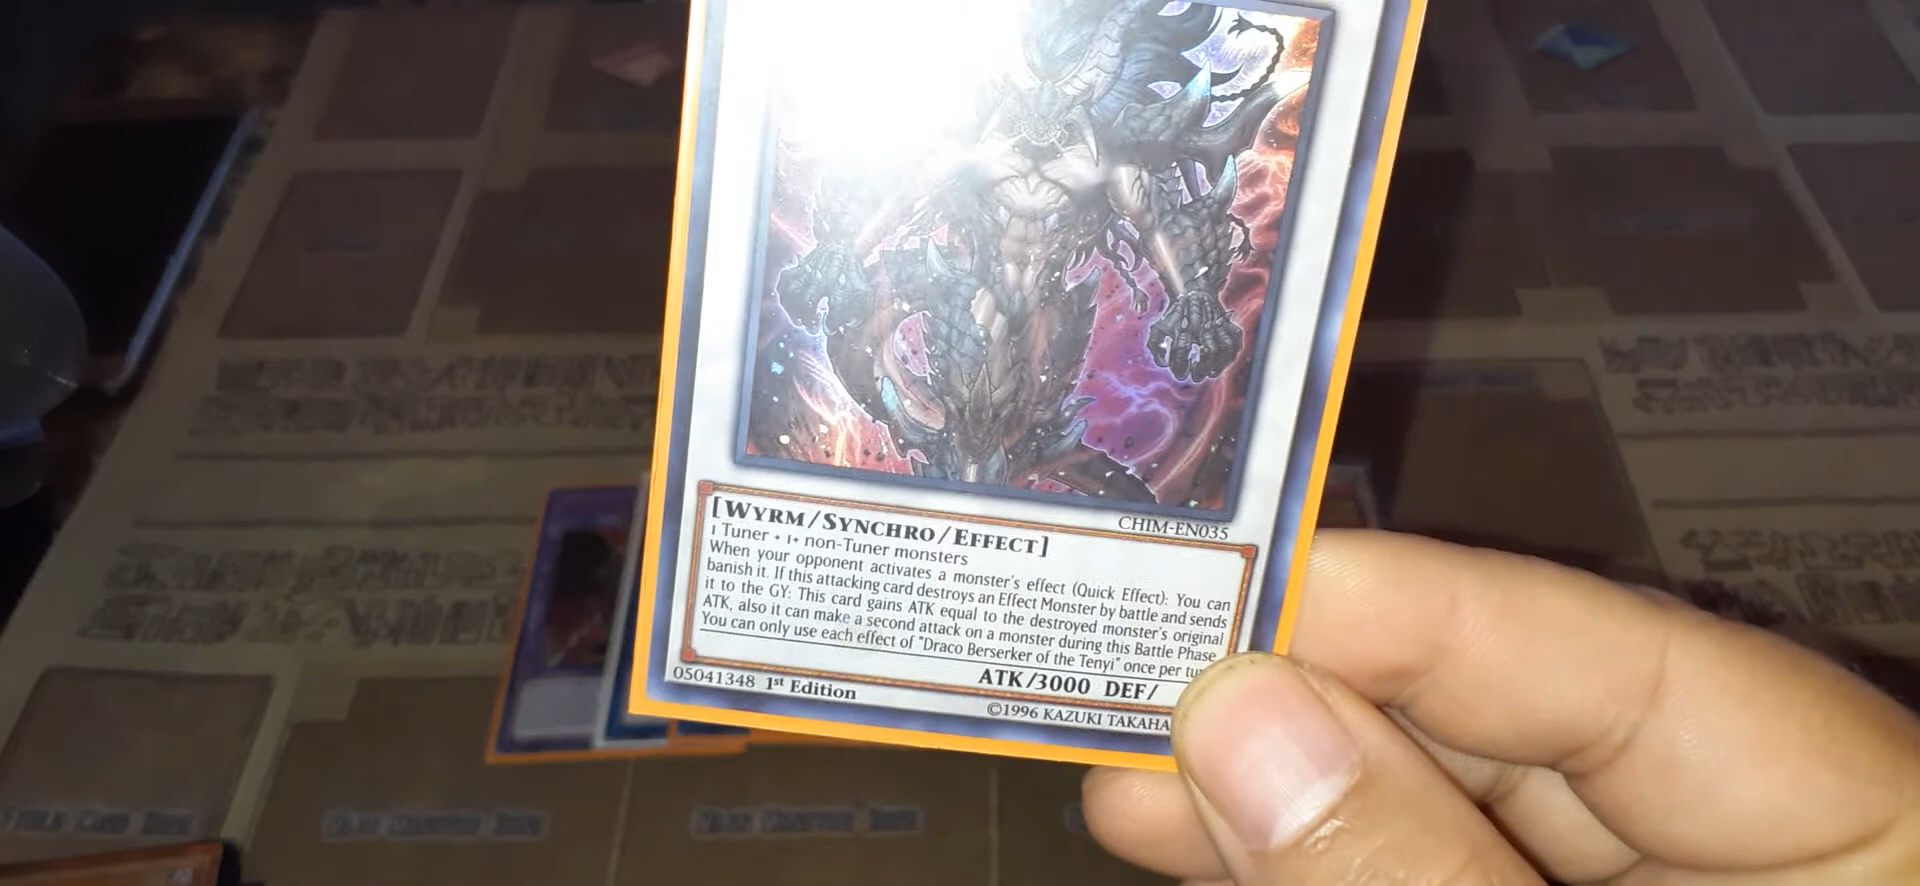 CHIM-EN035
[WYRM/SYNCHRO/EFFECT]
1 Tuner + 1+ non-Tuner monsters
When your opponent activates a monster's effect (Quick Effect): You can
banish it. If this attacking card destroys an Effect Monster by battle and sends
it to the GY: This card gains ATK equal to the destroyed monster's original
ATK, also it can make a second attack on a monster during this Battle Phase.
You can only use each effect of "Draco Berserker of the Tenyi" once per tu
ATK/3000 DEF/
05041348 1st Edition
©1996 KAZUKI TAKAHA